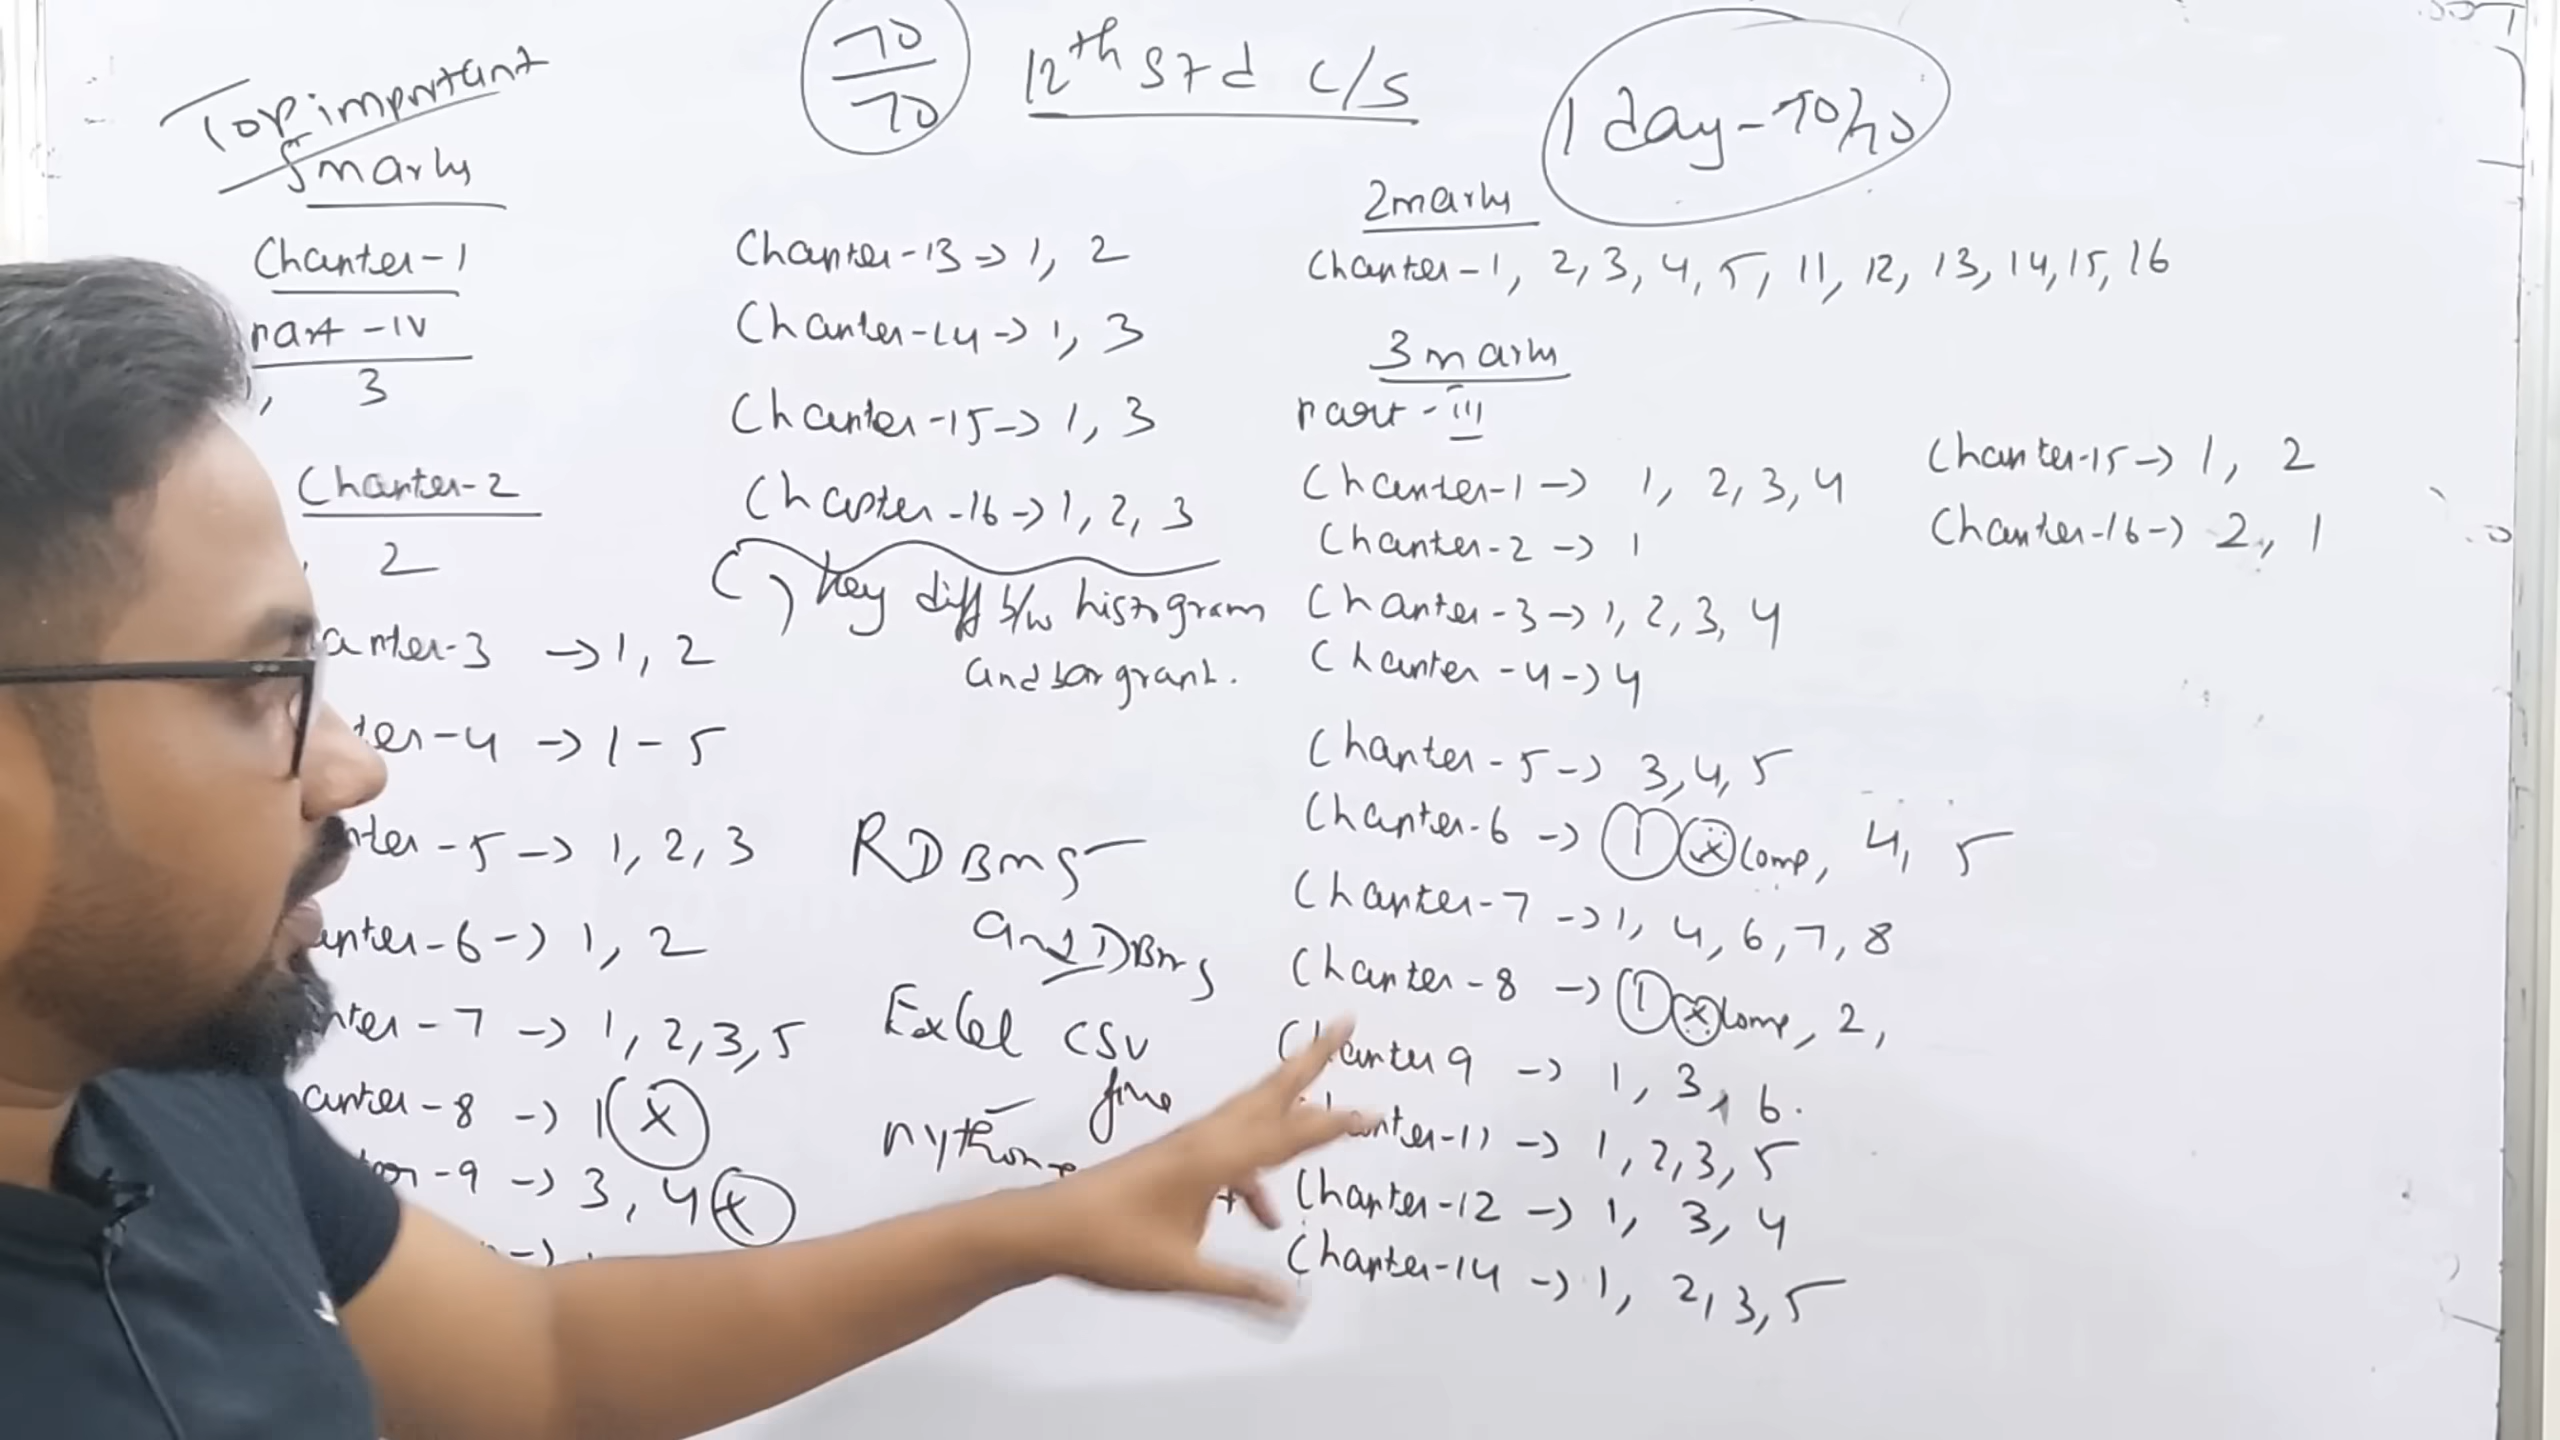 Top important
5 marks
Chapter-1
part-IV
, 3
Chapter-2
2
apter-3 → 1, 2
ter-4 → 1-5
pter-5 → 1, 2, 3
apter-6 → 1, 2
pter-7 → 1, 2, 3, 5
apter-8 → 1 (x)
-9 → 3, 4 (x)
70/70
12th Std C/S
1 day-70/70
Chapter-13 → 1, 2
Chapter-14 → 1, 3
Chapter-15 → 1, 3
Chapter-16 → 1, 2, 3
key diff b/w histogram
and bar graph.
RDBMS
and DBMS
Excel CSV
file
python
2 marks
Chapter-1, 2, 3, 4, 5, 11, 12, 13, 14, 15, 16
3 marks
part-III
Chapter-1 → 1, 2, 3, 4
Chapter-2 → 1
Chapter-3 → 1, 2, 3, 4
Chapter-4 → 4
Chapter-5 → 3, 4, 5
Chapter-6 → (1) (x) comp, 4, 5
Chapter-7 → 1, 4, 6, 7, 8
Chapter-8 → (1) (x) comp, 2,
Chapter 9 → 1, 3, 6.
apter-11 → 1, 2, 3, 5
Chapter-12 → 1, 3, 4
Chapter-14 → 1, 2, 3, 5
Chapter-15 → 1, 2
Chapter-16 → 2, 1